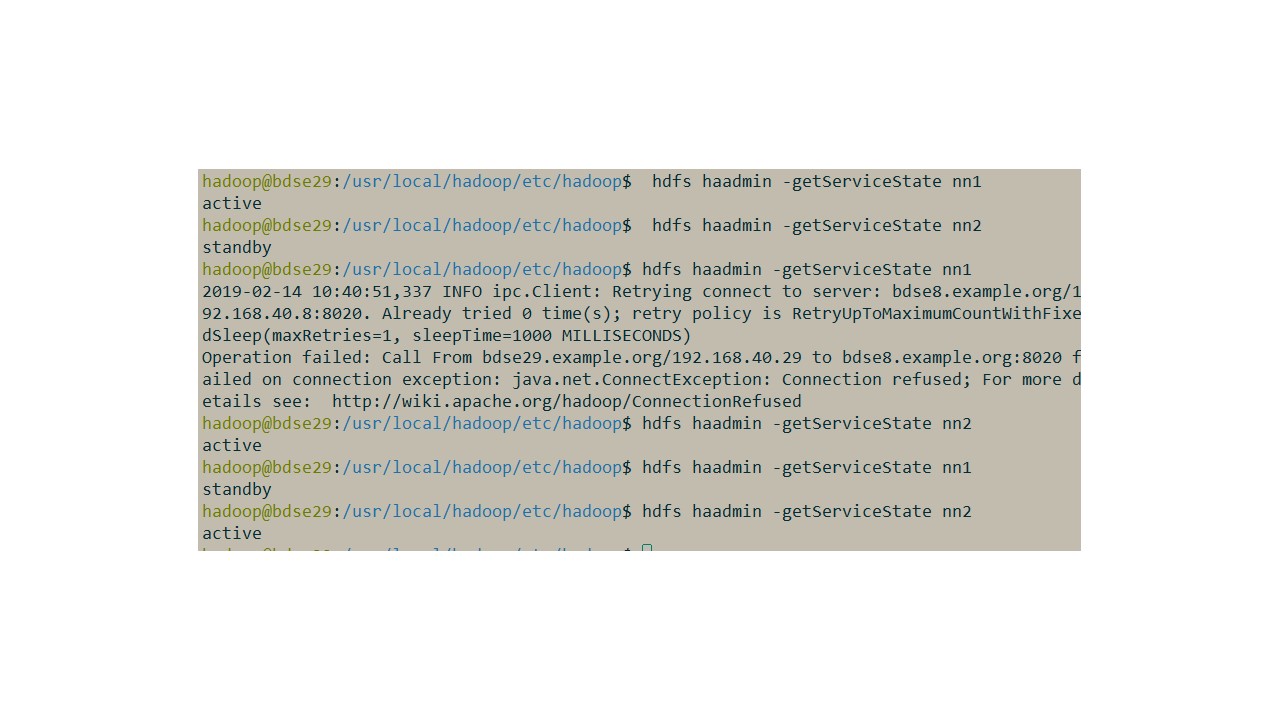 hadoop@bdse29:/usr/local/hadoop/etc/hadoop$  hdfs haadmin -getServiceState nn1
active
hadoop@bdse29:/usr/local/hadoop/etc/hadoop$  hdfs haadmin -getServiceState nn2
standby
hadoop@bdse29:/usr/local/hadoop/etc/hadoop$ hdfs haadmin -getServiceState nn1
2019-02-14 10:40:51,337 INFO ipc.Client: Retrying connect to server: bdse8.example.org/1
92.168.40.8:8020. Already tried 0 time(s); retry policy is RetryUpToMaximumCountWithFixe
dSleep(maxRetries=1, sleepTime=1000 MILLISECONDS)
Operation failed: Call From bdse29.example.org/192.168.40.29 to bdse8.example.org:8020 f
ailed on connection exception: java.net.ConnectException: Connection refused; For more d
etails see:  http://wiki.apache.org/hadoop/ConnectionRefused
hadoop@bdse29:/usr/local/hadoop/etc/hadoop$ hdfs haadmin -getServiceState nn2
active
hadoop@bdse29:/usr/local/hadoop/etc/hadoop$ hdfs haadmin -getServiceState nn1
standby
hadoop@bdse29:/usr/local/hadoop/etc/hadoop$ hdfs haadmin -getServiceState nn2
active